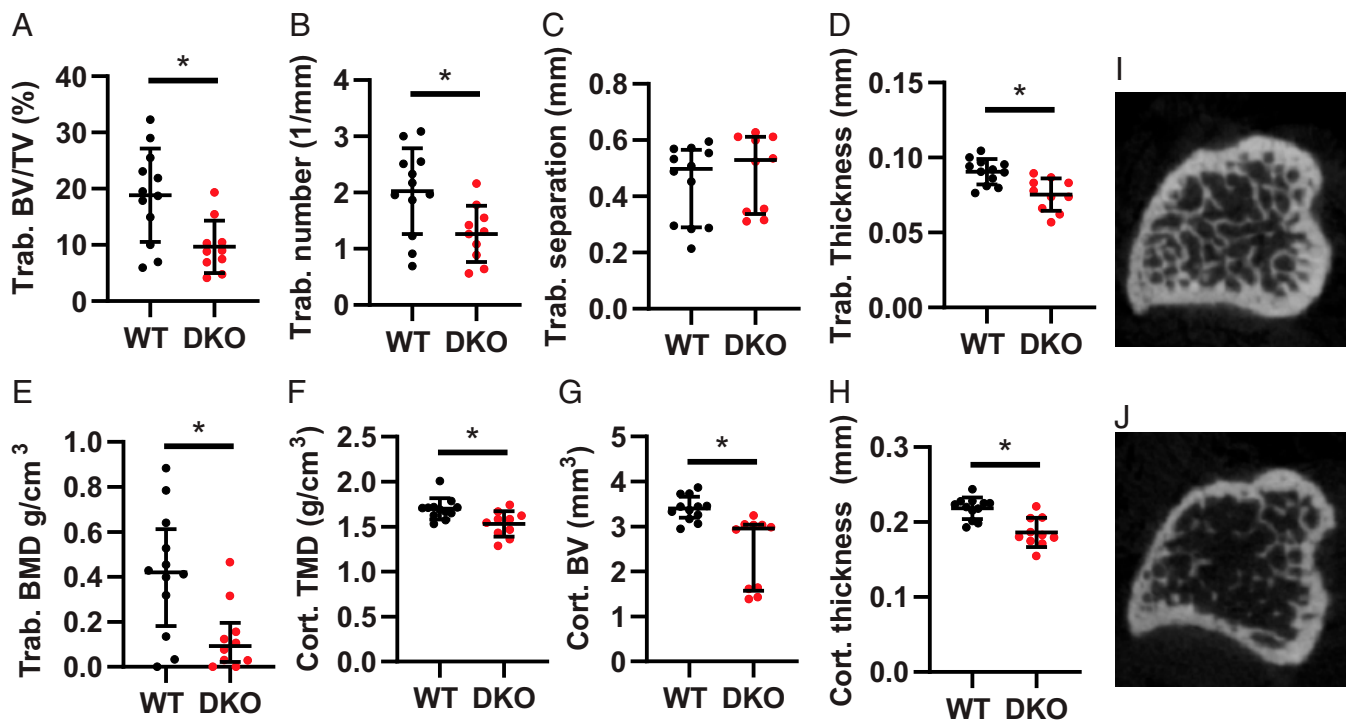 A
Trab. BV/TV (%)
40
30
20
10
0
*
WT DKO
B
Trab. number (1/mm)
4
3
2
1
0
*
WT DKO
C
Trab. separation (mm)
0.8
0.6
0.4
0.2
0.0
WT DKO
D
Trab. Thickness (mm)
0.15
0.10
0.05
0.00
*
WT DKO
I
E
Trab. BMD g/cm³
1.0
0.8
0.6
0.4
0.2
0.0
*
WT DKO
F
Cort. TMD (g/cm³)
2.5
2.0
1.5
1.0
0.5
0.0
*
WT DKO
G
Cort. BV (mm³)
5
4
3
2
1
0
*
WT DKO
H
Cort. thickness (mm)
0.3
0.2
0.1
0.0
*
WT DKO
J